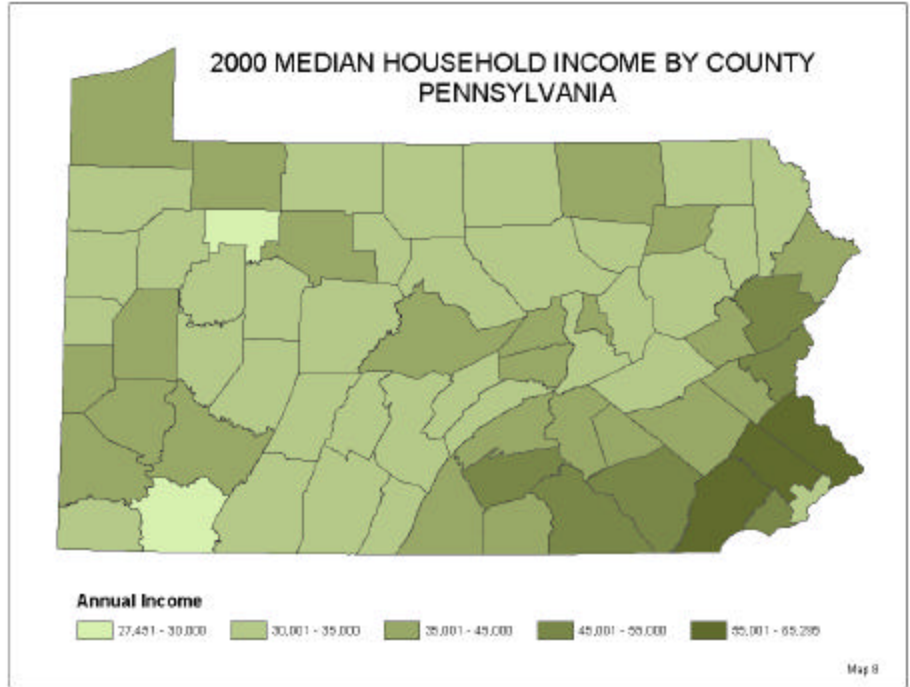 2000 MEDIAN HOUSEHOLD INCOME BY COUNTY
PENNSYLVANIA
Annual Income
27,451 - 30,000 30,001 - 35,000 35,001 - 45,000 45,001 - 55,000 55,001 - 65,295
Map